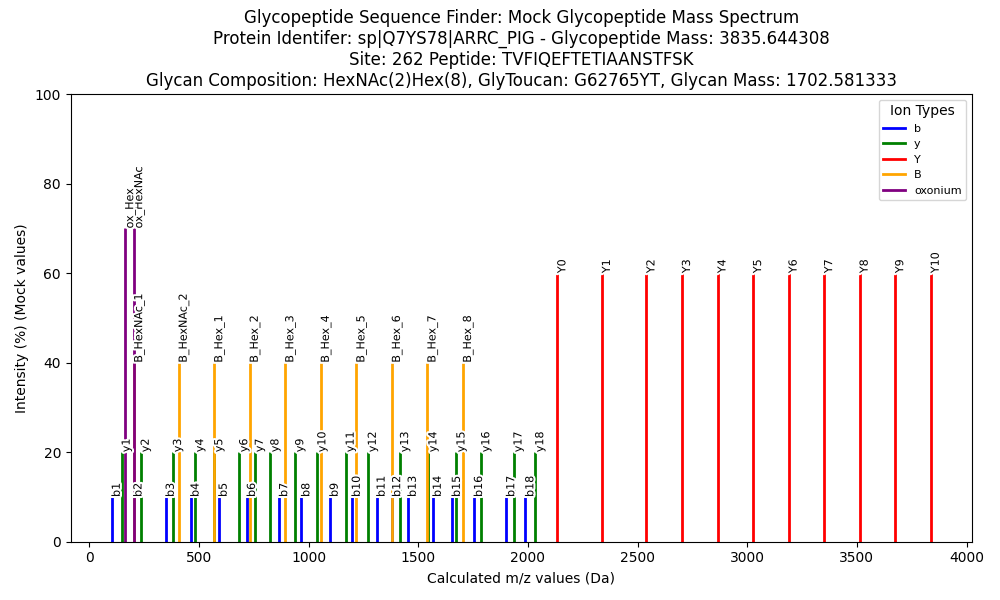 Glycopeptide Sequence Finder: Mock Glycopeptide Mass Spectrum
Protein Identifer: sp|Q7YS78|ARRC_PIG - Glycopeptide Mass: 3835.644308
Site: 262 Peptide: TVFIQEFTETIAANSTFSK
Glycan Composition: HexNAc(2)Hex(8), GlyToucan: G62765YT, Glycan Mass: 1702.581333
Ion Types
b
y
Y
B
oxonium
Intensity (%) (Mock values)
100
80
60
40
20
0
ox_Hex
ox_HexNAc
Y0
Y1
Y2
Y3
Y4
Y5
Y6
Y7
Y8
Y9
Y10
B_HexNAc_1
B_HexNAc_2
B_Hex_1
B_Hex_2
B_Hex_3
B_Hex_4
B_Hex_5
B_Hex_6
B_Hex_7
B_Hex_8
y1
y2
y3
y4
y5
y6
y7
y8
y9
y10
y11
y12
y13
y14
y15
y16
y17
y18
b1
b2
b3
b4
b5
b6
b7
b8
b9
b10
b11
b12
b13
b14
b15
b16
b17
b18
0
500
1000
1500
2000
2500
3000
3500
4000
Calculated m/z values (Da)